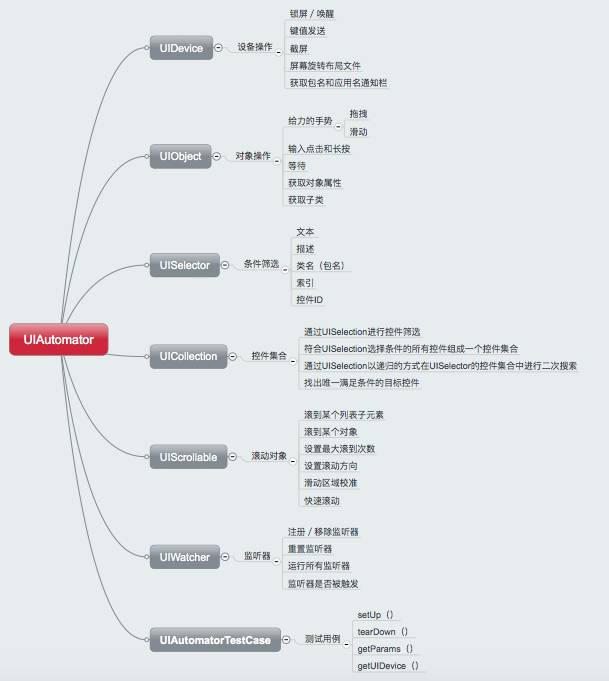 UIAutomator
UIDevice
设备操作
锁屏／唤醒
键值发送
截屏
屏幕旋转布局文件
获取包名和应用名通知栏
UIObject
对象操作
给力的手势
拖拽
滑动
输入点击和长按
等待
获取对象属性
获取子类
UISelector
条件筛选
文本
描述
类名（包名）
索引
控件ID
UICollection
控件集合
通过UISelection进行控件筛选
符合UISelection选择条件的所有控件组成一个控件集合
通过UISelection以递归的方式在UISelector的控件集合中进行二次搜索
找出唯一满足条件的目标控件
UIScrollable
滚动对象
滚到某个列表子元素
滚到某个对象
设置最大滚到次数
设置滚动方向
滑动区域校准
快速滚动
UIWatcher
监听器
注册／移除监听器
重置监听器
运行所有监听器
监听器是否被触发
UIAutomatorTestCase
测试用例
setUp（）
tearDown（）
getParams（）
getUIDevice（）